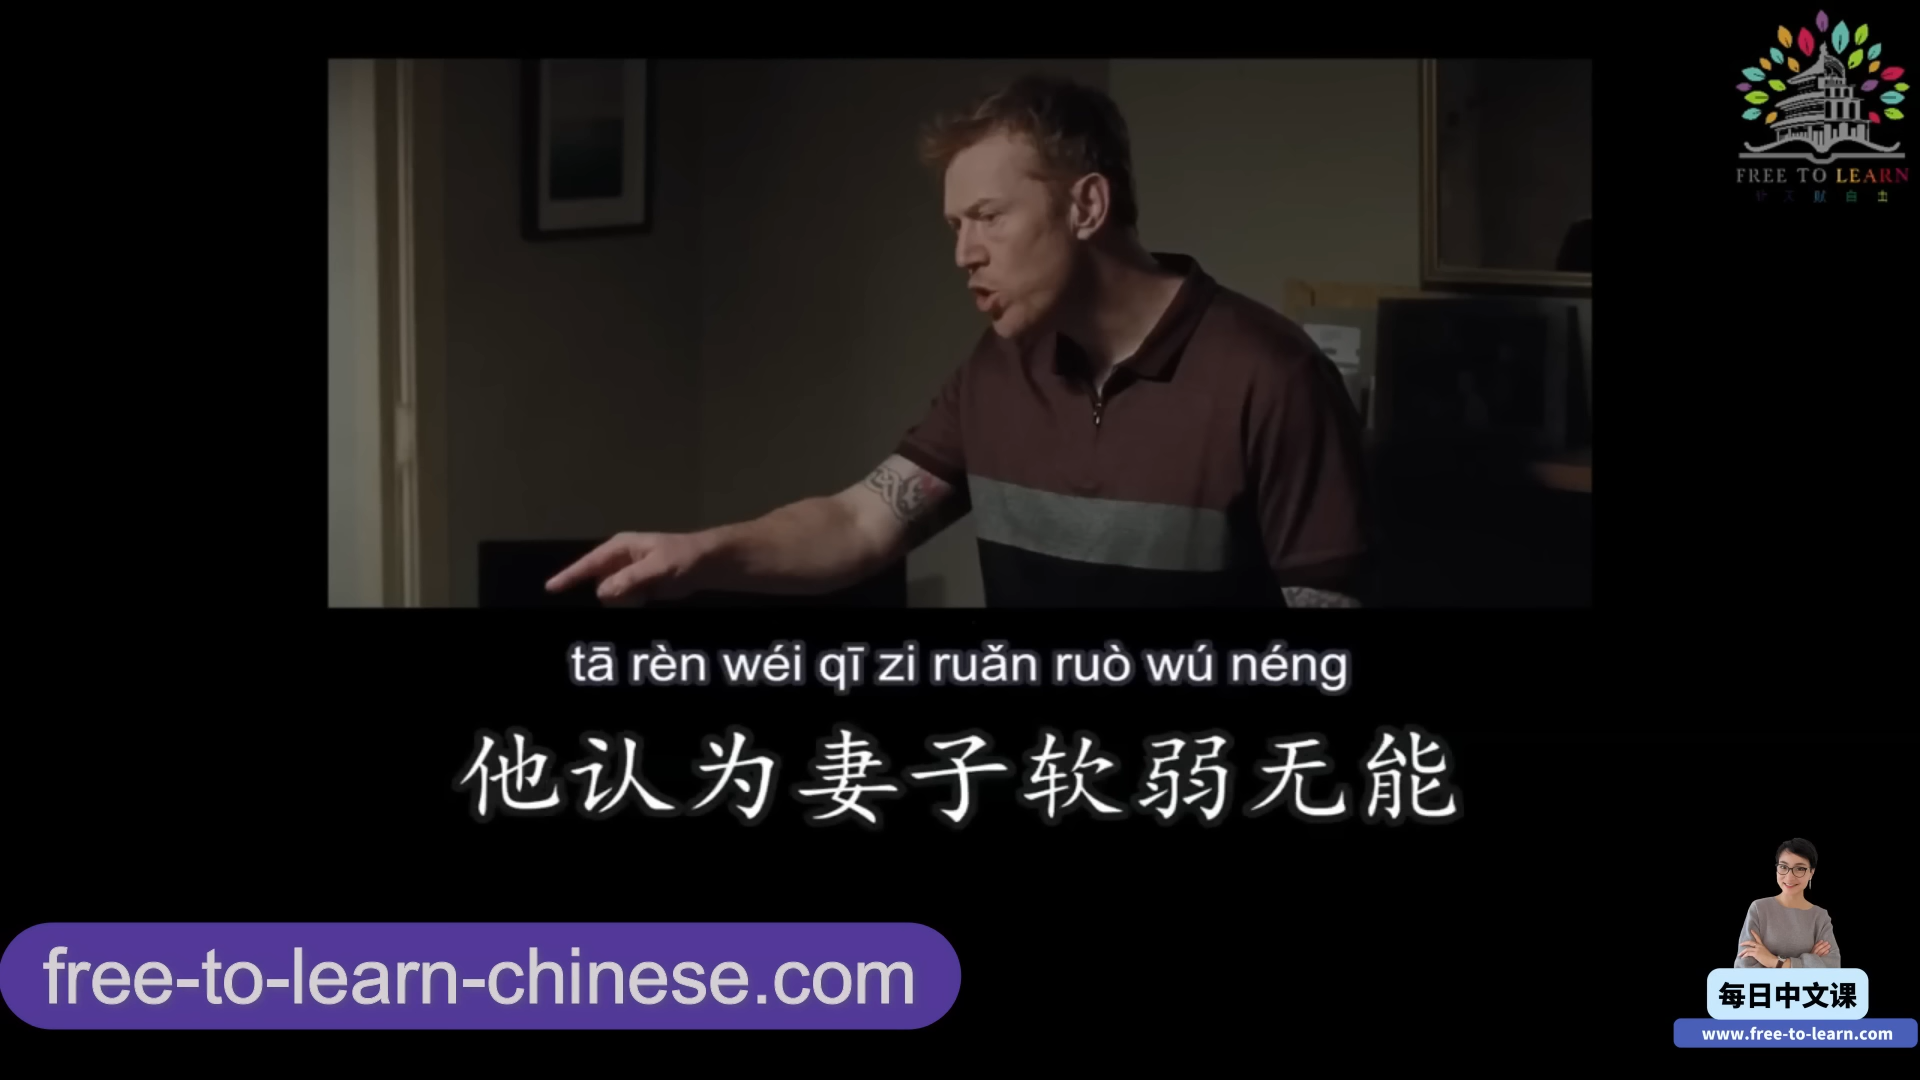 FREE TO LEARN
tā rèn wéi qī zi ruǎn ruò wú néng
他认为妻子软弱无能
free-to-learn-chinese.com
每日中文课
www.free-to-learn.com